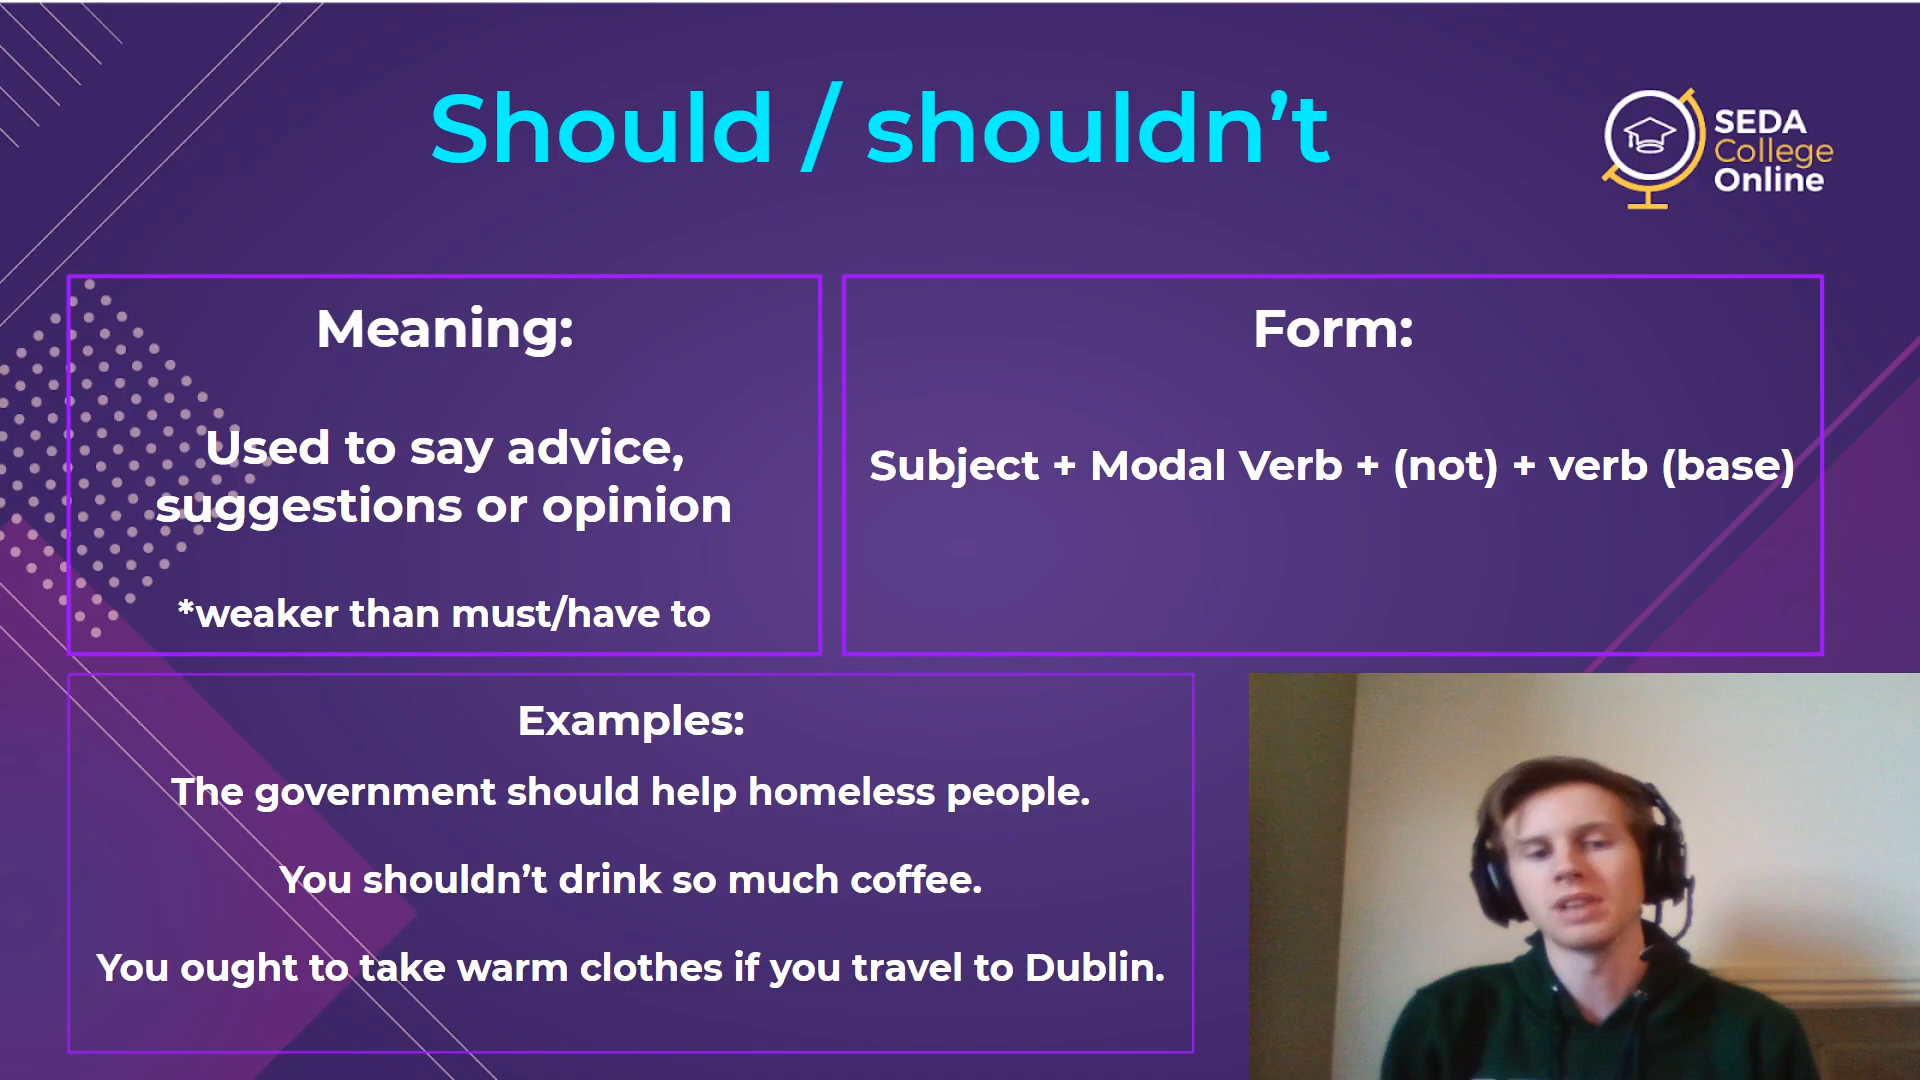 Should / shouldn’t
SEDA
College
Online
Meaning:
Used to say advice,
suggestions or opinion
*weaker than must/have to
Form:
Subject + Modal Verb + (not) + verb (base)
Examples:
The government should help homeless people.
You shouldn’t drink so much coffee.
You ought to take warm clothes if you travel to Dublin.